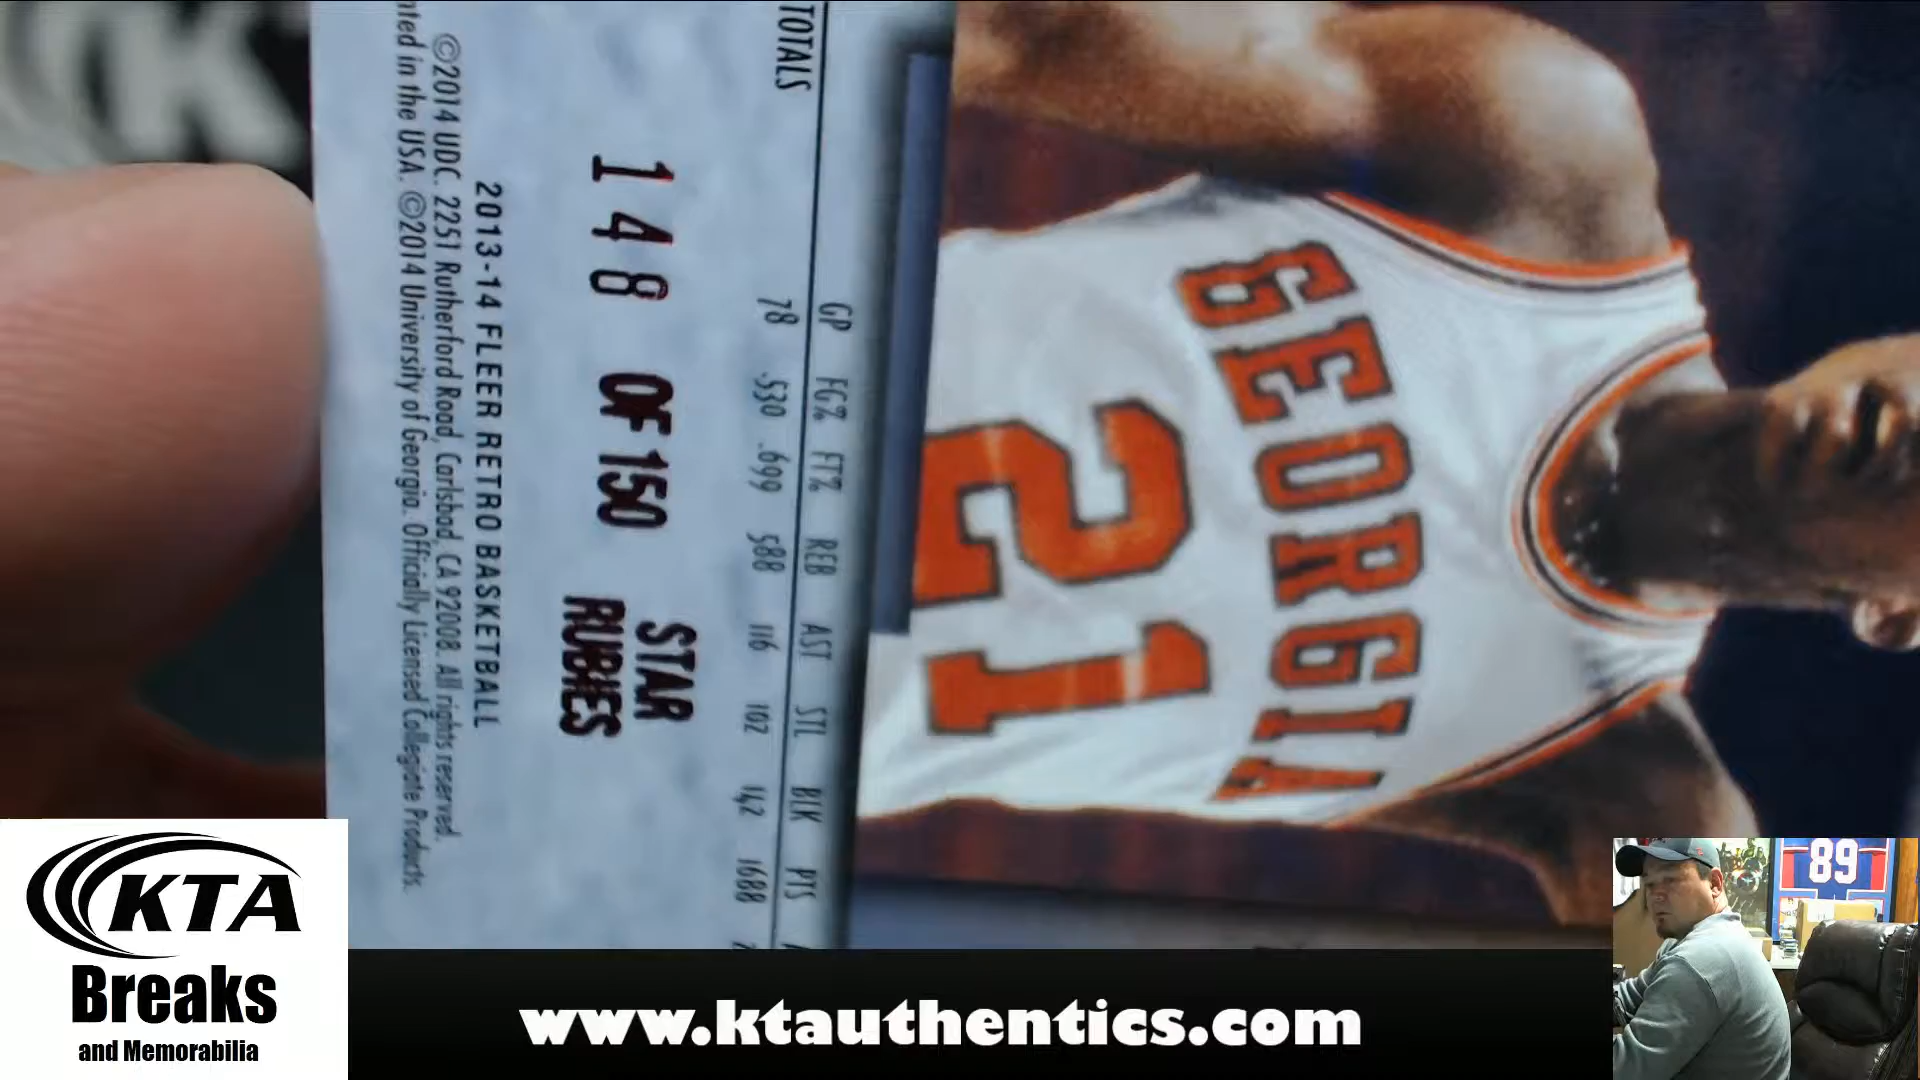 TOTALS
GP FG% FT% REB AST STL BLK PTS
78 .530 .699 588 116 102 142 1688
148 OF 150
STAR
RUBIES
2013-14 FLEER RETRO BASKETBALL
©2014 UDC. 2251 Rutherford Road, Carlsbad, CA 92008. All rights reserved.
in the USA. ©2014 University of Georgia. Officially Licensed Collegiate Products.
GEORGIA
21
KTA
Breaks
and Memorabilia
www.ktauthentics.com
89